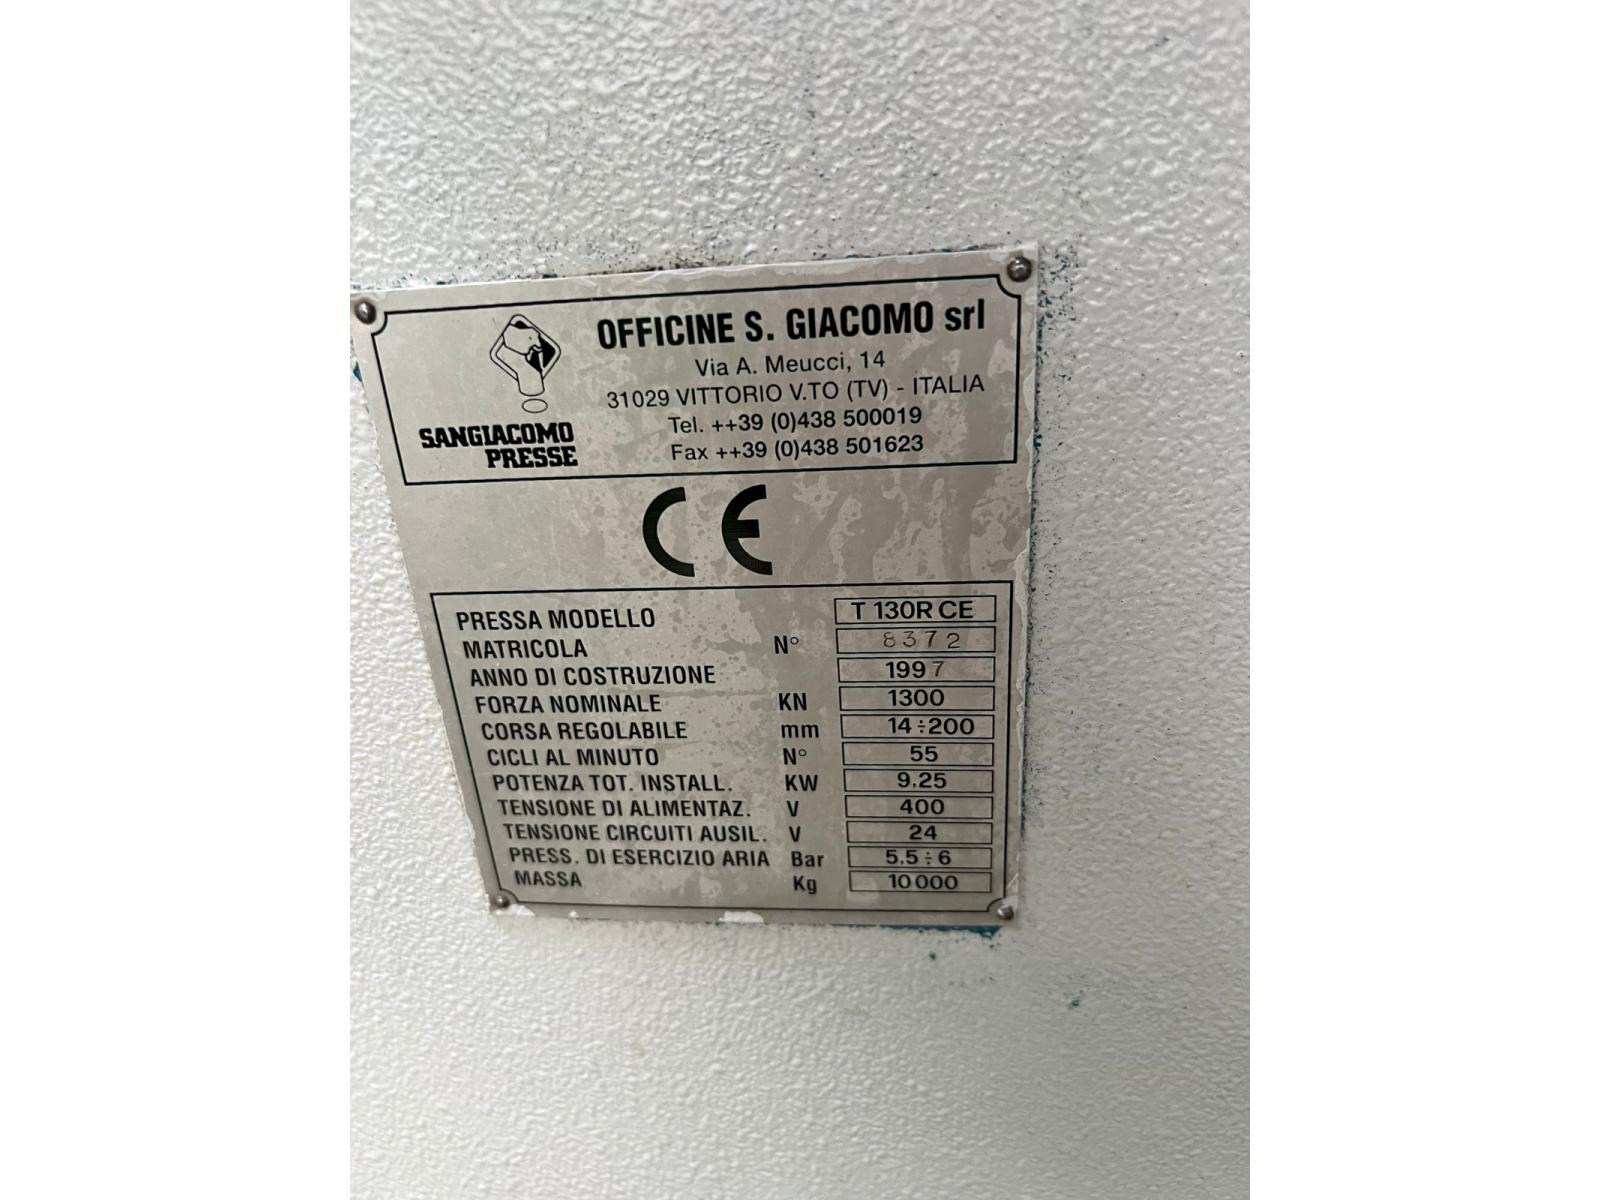 OFFICINE S. GIACOMO srl
Via A. Meucci, 14
31029 VITTORIO V.TO (TV) - ITALIA
Tel. ++39 (0)438 500019
Fax ++39 (0)438 501623
SANGIACOMO
PRESSE
CE
PRESSA MODELLO T 130R CE
MATRICOLA N° 8372
ANNO DI COSTRUZIONE 1997
FORZA NOMINALE KN 1300
CORSA REGOLABILE mm 14÷200
CICLI AL MINUTO N° 55
POTENZA TOT. INSTALL. KW 9,25
TENSIONE DI ALIMENTAZ. V 400
TENSIONE CIRCUITI AUSIL. V 24
PRESS. DI ESERCIZIO ARIA Bar 5.5÷6
MASSA Kg 10000